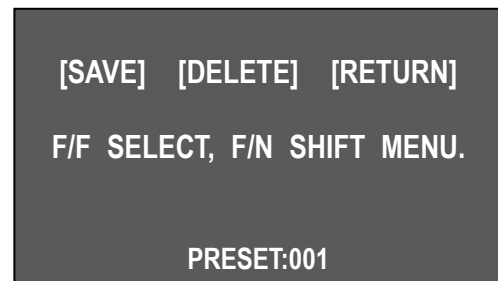 [SAVE] [DELETE] [RETURN]
F/F SELECT, F/N SHIFT MENU.
PRESET:001